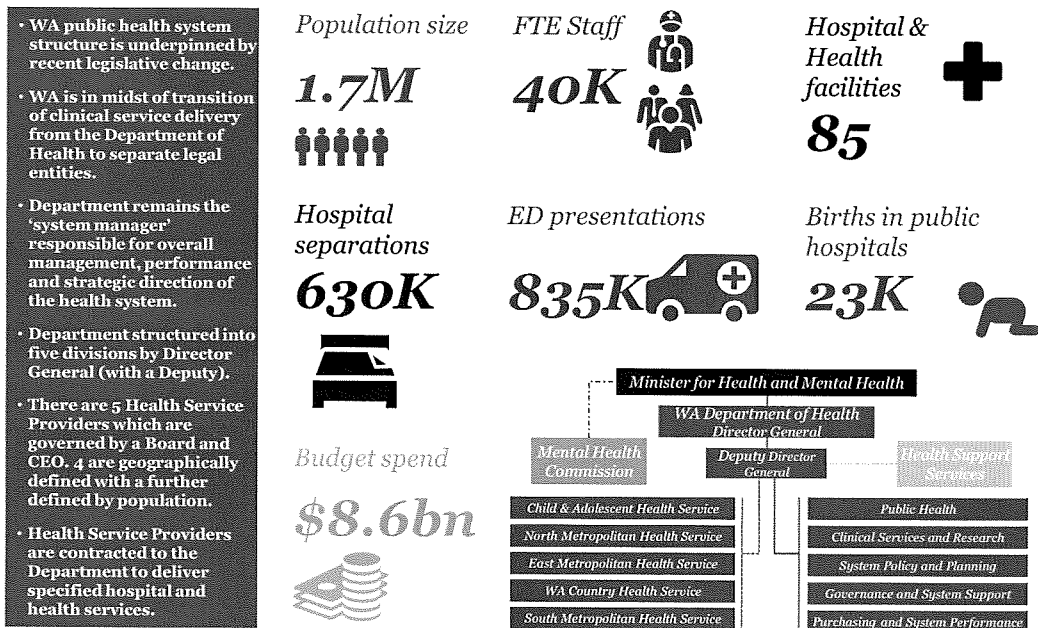 • WA public health system
structure is underpinned by
recent legislative change.
• WA is in midst of transition
of clinical service delivery
from the Department of
Health to separate legal
entities.
• Department remains the
'system manager'
responsible for overall
management, performance
and strategic direction of
the health system.
• Department structured into
five divisions by Director
General (with a Deputy).
• There are 5 Health Service
Providers which are
governed by a Board and
CEO. 4 are geographically
defined with a further
defined by population.
• Health Service Providers
are contracted to the
Department to deliver
specified hospital and
health services.
Population size
1.7M
FTE Staff
40K
Hospital &
Health
facilities
85
Hospital
separations
630K
ED presentations
835K
Births in public
hospitals
23K
Budget spend
$8.6bn
Minister for Health and Mental Health
WA Department of Health
Director General
Mental Health
Commission
Deputy Director
General
Health Support
Services
Child & Adolescent Health Service
North Metropolitan Health Service
East Metropolitan Health Service
WA Country Health Service
South Metropolitan Health Service
Public Health
Clinical Services and Research
System Policy and Planning
Governance and System Support
Purchasing and System Performance